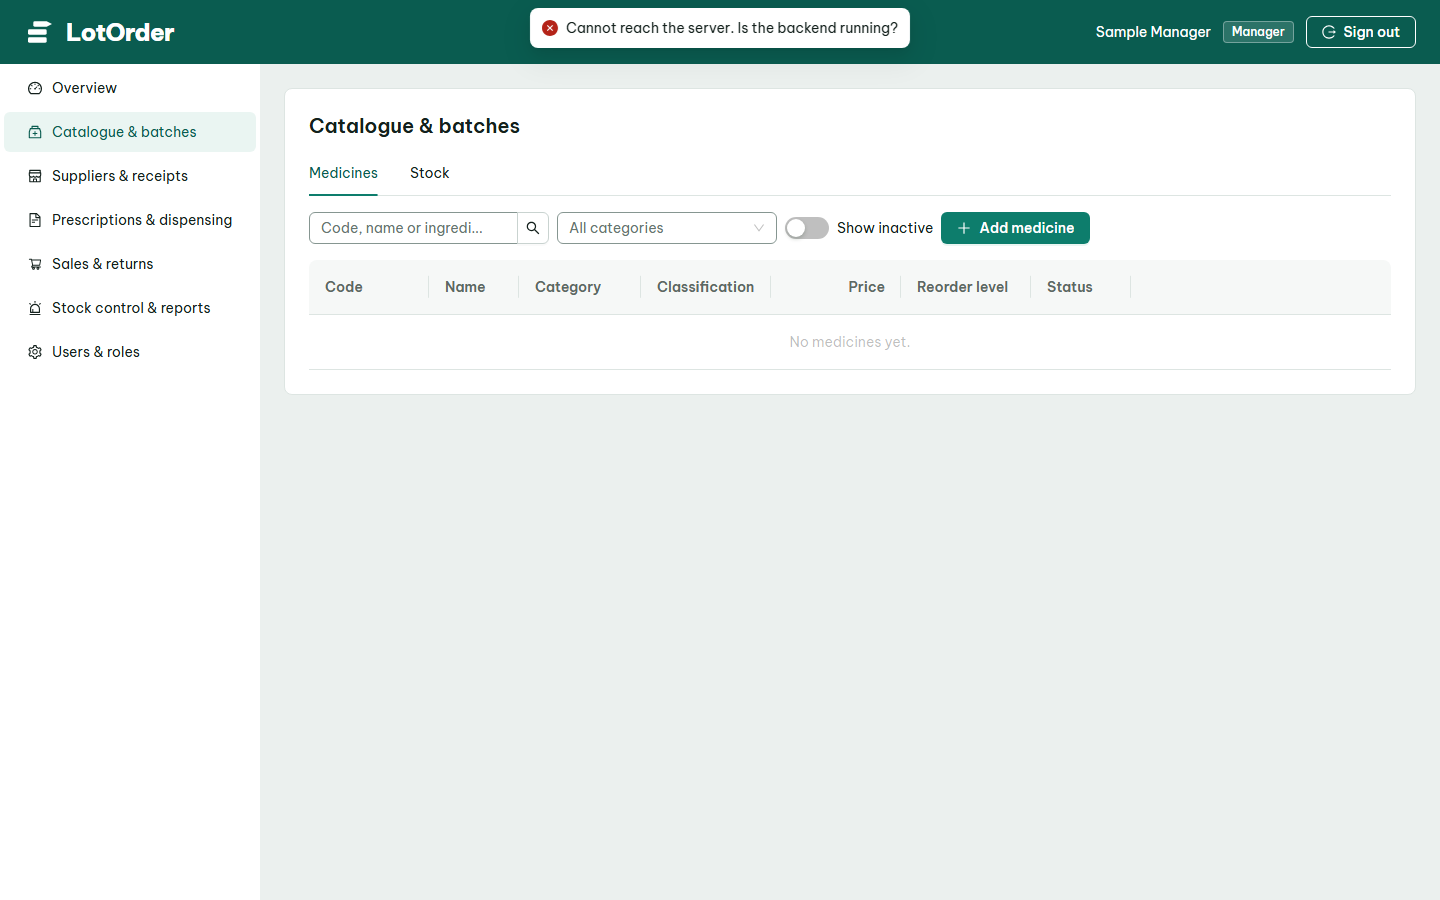 LotOrder
Cannot reach the server. Is the backend running?
Sample Manager
Manager
Sign out
Overview
Catalogue & batches
Suppliers & receipts
Prescriptions & dispensing
Sales & returns
Stock control & reports
Users & roles
Catalogue & batches
Medicines
Stock
Code, name or ingredi...
All categories
Show inactive
Add medicine
Code
Name
Category
Classification
Price
Reorder level
Status
No medicines yet.